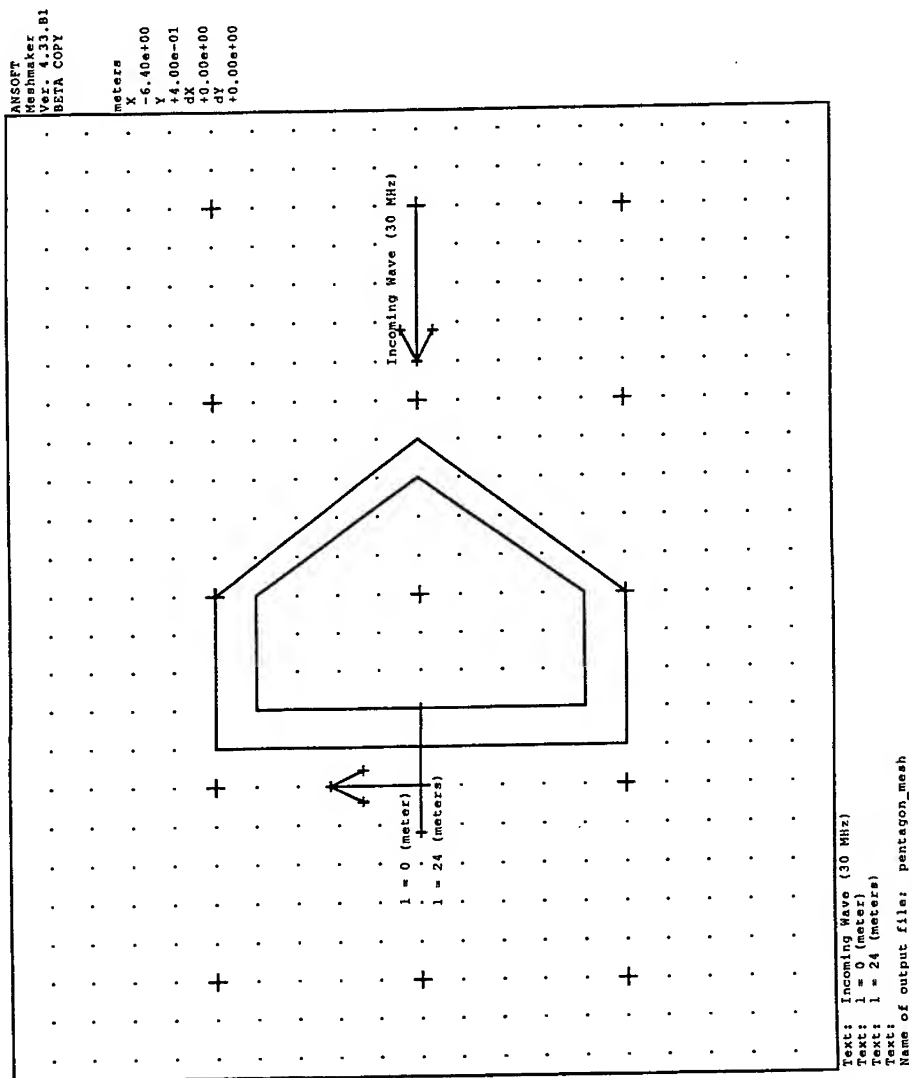 ANSOFT
Meshmaker
Ver. 4.33.B1
BETA COPY
meters
X
-6.40e+00
Y
+4.00e-01
dX
+0.00e+00
dY
+0.00e+00
Incoming Wave (30 MHz)
l = 0 (meter)
l = 24 (meters)
Text: Incoming Wave (30 MHz)
Text: l = 0 (meter)
Text: l = 24 (meters)
Text:
Name of output file: pentagon_mesh